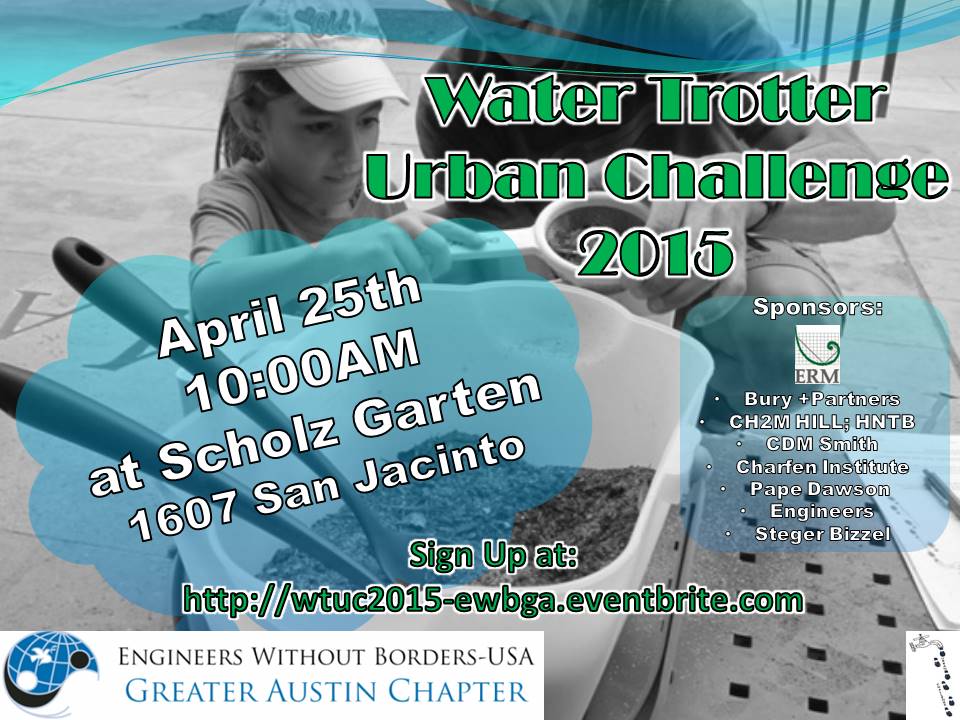 Water Trotter
Urban Challenge
2015
April 25th
10:00AM
at Scholz Garten
1607 San Jacinto
Sponsors:
ERM
• Bury +Partners
• CH2M HILL; HNTB
• CDM Smith
• Charfen Institute
• Pape Dawson
• Engineers
• Steger Bizzel
Sign Up at:
http://wtuc2015-ewbga.eventbrite.com
ENGINEERS WITHOUT BORDERS-USA
GREATER AUSTIN CHAPTER